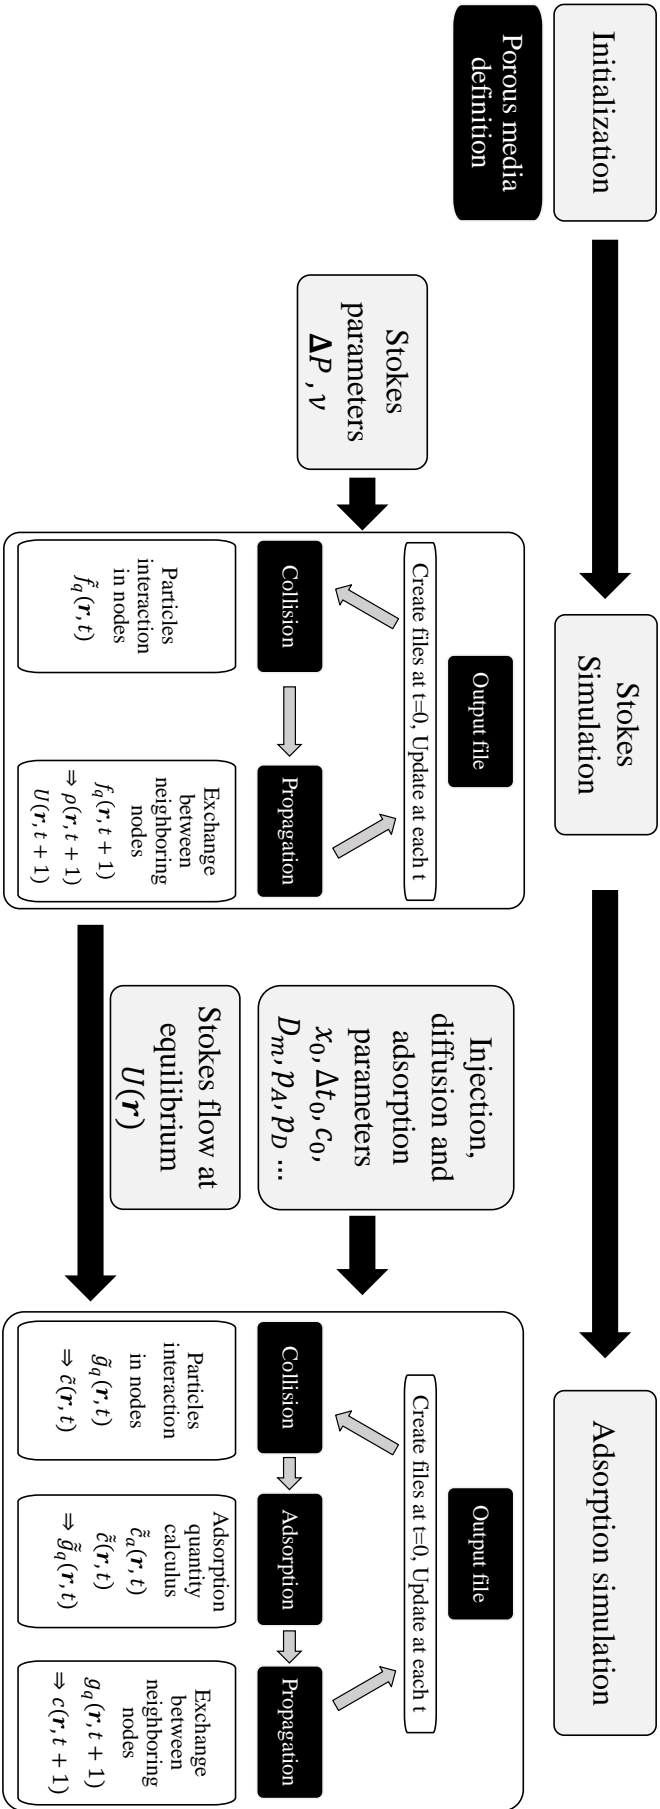 Initialization
Porous media
definition
Stokes
Simulation
Adsorption simulation
Stokes
parameters
Δ𝑃 , 𝜈
Output file
Create files at t=0, Update at each t
Collision
Propagation
Particles
interaction
in nodes
f̃_q(𝒓, t)
Exchange
between
neighboring
nodes
f_q(𝒓, t + 1)
⇒ ρ(𝒓, t + 1)
U(𝒓, t + 1)
Injection,
diffusion and
adsorption
parameters
x₀, Δt₀, c₀,
D_m, p_A, p_D ...
Stokes flow at
equilibrium
U(𝒓)
Output file
Create files at t=0, Update at each t
Collision
Adsorption
Propagation
Particles
interaction
in nodes
g̃_q(𝒓, t)
⇒ c̃(𝒓, t)
Adsorption
quantity
calculus
c̃_a(𝒓, t)
c̃(𝒓, t)
⇒ g̃_q(𝒓, t)
Exchange
between
neighboring
nodes
g_q(𝒓, t + 1)
⇒ c(𝒓, t + 1)